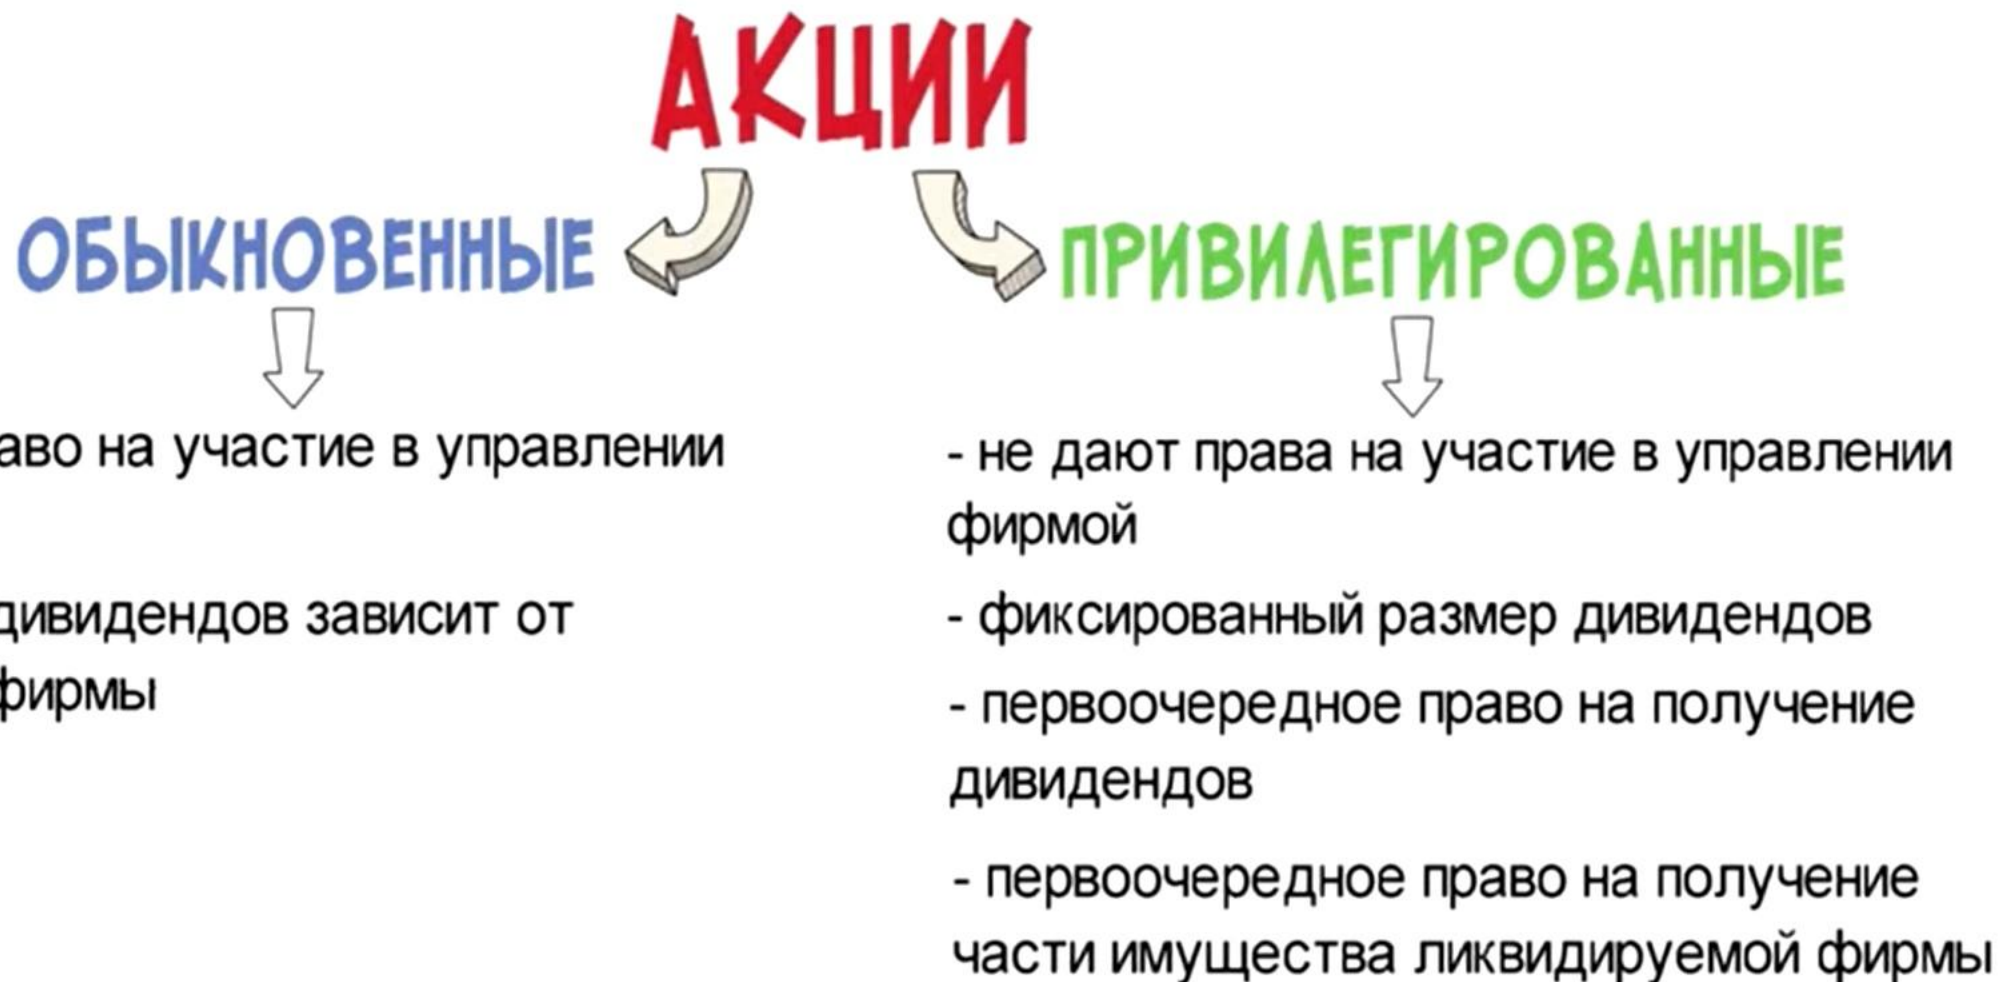 АКЦИИ
ОБЫКНОВЕННЫЕ
ПРИВИЛЕГИРОВАННЫЕ
аво на участие в управлении
дивидендов зависит от
фирмы
- не дают права на участие в управлении
фирмой
- фиксированный размер дивидендов
- первоочередное право на получение
дивидендов
- первоочередное право на получение
части имущества ликвидируемой фирмы